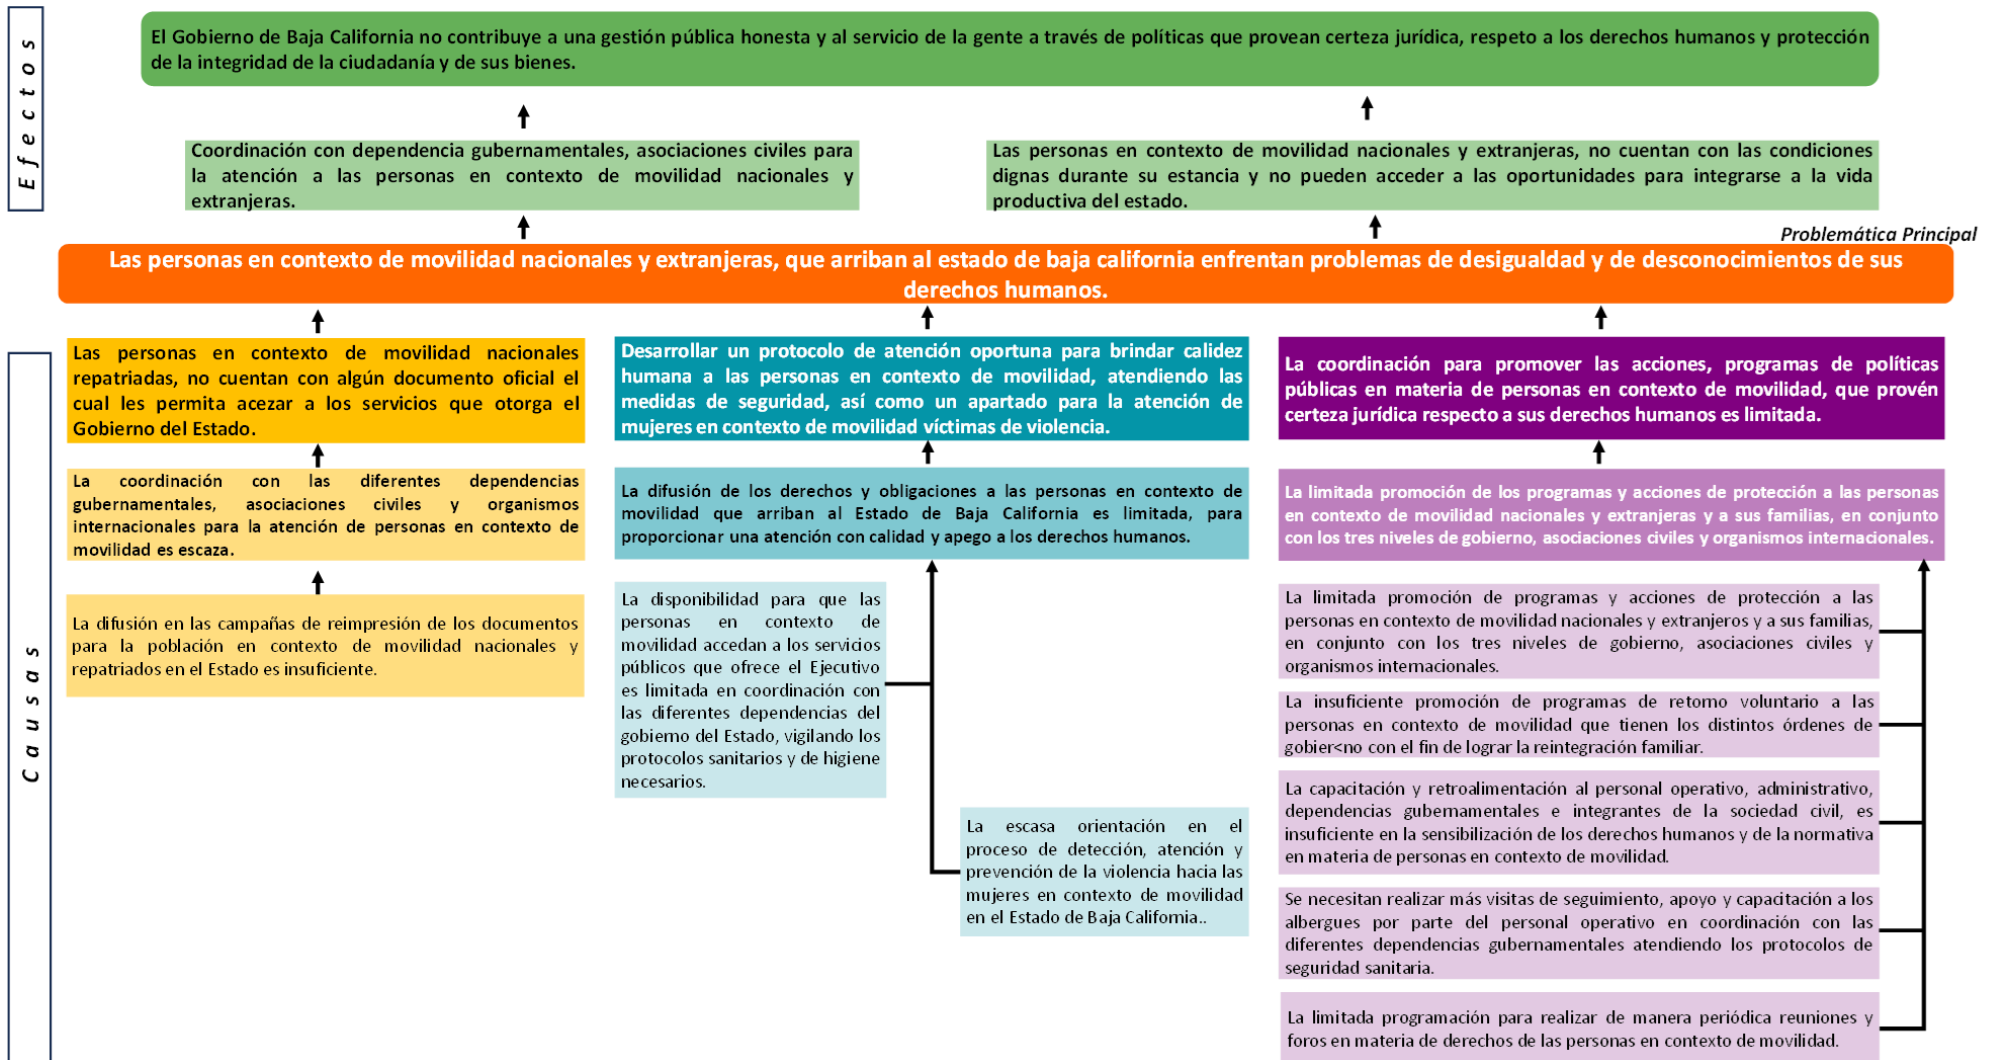 Efectos
El Gobierno de Baja California no contribuye a una gestión pública honesta y al servicio de la gente a través de políticas que provean certeza jurídica, respeto a los derechos humanos y protección
de la integridad de la ciudadanía y de sus bienes.
Coordinación con dependencia gubernamentales, asociaciones civiles para
la atención a las personas en contexto de movilidad nacionales y
extranjeras.
Las personas en contexto de movilidad nacionales y extranjeras, no cuentan con las condiciones
dignas durante su estancia y no pueden acceder a las oportunidades para integrarse a la vida
productiva del estado.
Problemática Principal
Las personas en contexto de movilidad nacionales y extranjeras, que arriban al estado de baja california enfrentan problemas de desigualdad y de desconocimientos de sus
derechos humanos.
Causas
Las personas en contexto de movilidad nacionales
repatriadas, no cuentan con algún documento oficial el
cual les permita acezar a los servicios que otorga el
Gobierno del Estado.
La coordinación con las diferentes dependencias
gubernamentales, asociaciones civiles y organismos
internacionales para la atención de personas en contexto de
movilidad es escaza.
La difusión en las campañas de reimpresión de los documentos
para la población en contexto de movilidad nacionales y
repatriados en el Estado es insuficiente.
Desarrollar un protocolo de atención oportuna para brindar calidez
humana a las personas en contexto de movilidad, atendiendo las
medidas de seguridad, así como un apartado para la atención de
mujeres en contexto de movilidad víctimas de violencia.
La difusión de los derechos y obligaciones a las personas en contexto de
movilidad que arriban al Estado de Baja California es limitada, para
proporcionar una atención con calidad y apego a los derechos humanos.
La disponibilidad para que las
personas en contexto de
movilidad accedan a los servicios
públicos que ofrece el Ejecutivo
es limitada en coordinación con
las diferentes dependencias del
gobierno del Estado, vigilando los
protocolos sanitarios y de higiene
necesarios.
La escasa orientación en el
proceso de detección, atención y
prevención de la violencia hacia las
mujeres en contexto de movilidad
en el Estado de Baja California..
La coordinación para promover las acciones, programas de políticas
públicas en materia de personas en contexto de movilidad, que provén
certeza jurídica respecto a sus derechos humanos es limitada.
La limitada promoción de los programas y acciones de protección a las personas
en contexto de movilidad nacionales y extranjeras y a sus familias, en conjunto
con los tres niveles de gobierno, asociaciones civiles y organismos internacionales.
La limitada promoción de programas y acciones de protección a las
personas en contexto de movilidad nacionales y extranjeros y a sus familias,
en conjunto con los tres niveles de gobierno, asociaciones civiles y
organismos internacionales.
La insuficiente promoción de programas de retorno voluntario a las
personas en contexto de movilidad que tienen los distintos órdenes de
gobier<no con el fin de lograr la reintegración familiar.
La capacitación y retroalimentación al personal operativo, administrativo,
dependencias gubernamentales e integrantes de la sociedad civil, es
insuficiente en la sensibilización de los derechos humanos y de la normativa
en materia de personas en contexto de movilidad.
Se necesitan realizar más visitas de seguimiento, apoyo y capacitación a los
albergues por parte del personal operativo en coordinación con las
diferentes dependencias gubernamentales atendiendo los protocolos de
seguridad sanitaria.
La limitada programación para realizar de manera periódica reuniones y
foros en materia de derechos de las personas en contexto de movilidad.